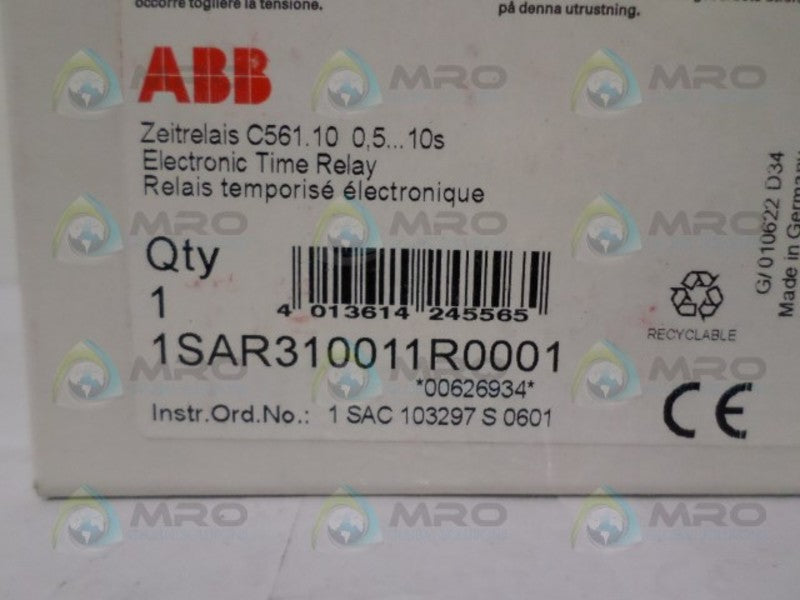 occorre togliere la tensione.
på denna utrustning.
ABB
Zeitrelais C561.10 0,5...10s
Electronic Time Relay
Relais temporisé électronique
Qty
1
4 013614 245565
1SAR310011R0001
*00626934*
Instr.Ord.No.: 1 SAC 103297 S 0601
RECYCLABLE
CE
G/ 010622 D34
Made in Germany
MRO